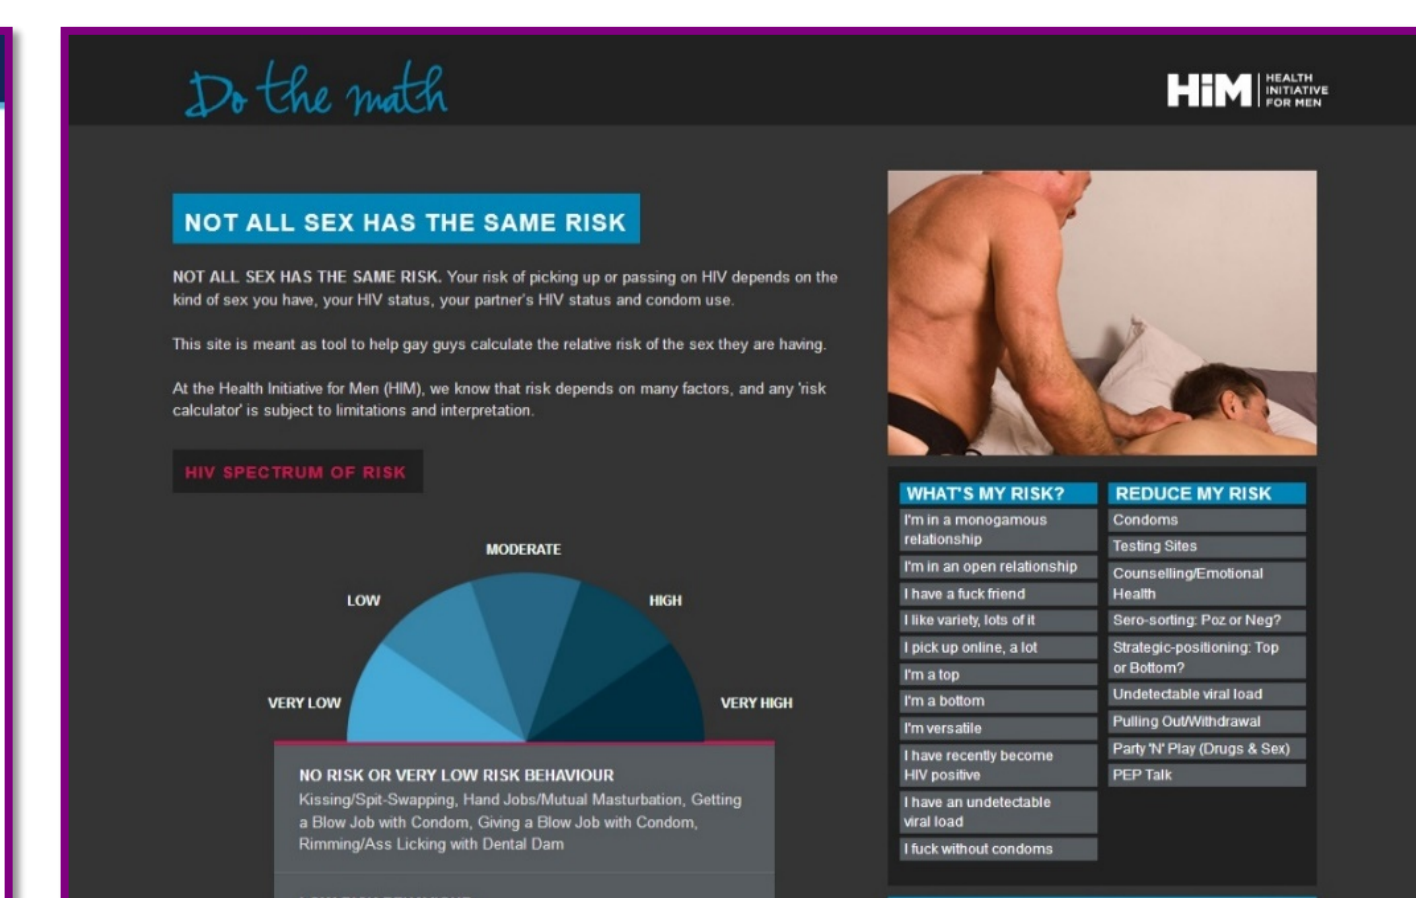 Do the math
HiM HEALTH
INITIATIVE
FOR MEN
NOT ALL SEX HAS THE SAME RISK
NOT ALL SEX HAS THE SAME RISK. Your risk of picking up or passing on HIV depends on the
kind of sex you have, your HIV status, your partner's HIV status and condom use.
This site is meant as tool to help gay guys calculate the relative risk of the sex they are having.
At the Health Initiative for Men (HIM), we know that risk depends on many factors, and any 'risk
calculator' is subject to limitations and interpretation.
HIV SPECTRUM OF RISK
MODERATE
LOW
HIGH
VERY LOW
VERY HIGH
NO RISK OR VERY LOW RISK BEHAVIOUR
Kissing/Spit-Swapping, Hand Jobs/Mutual Masturbation, Getting
a Blow Job with Condom, Giving a Blow Job with Condom,
Rimming/Ass Licking with Dental Dam
WHAT'S MY RISK?
I'm in a monogamous
relationship
I'm in an open relationship
I have a fuck friend
I like variety, lots of it
I pick up online, a lot
I'm a top
I'm a bottom
I'm versatile
I have recently become
HIV positive
I have an undetectable
viral load
I fuck without condoms
REDUCE MY RISK
Condoms
Testing Sites
Counselling/Emotional
Health
Sero-sorting: Poz or Neg?
Strategic-positioning: Top
or Bottom?
Undetectable viral load
Pulling Out/Withdrawal
Party 'N' Play (Drugs & Sex)
PEP Talk